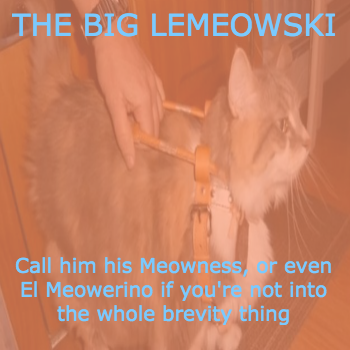 THE BIG LEMEOWSKI
Call him his Meowness, or even
El Meowerino if you're not into
the whole brevity thing